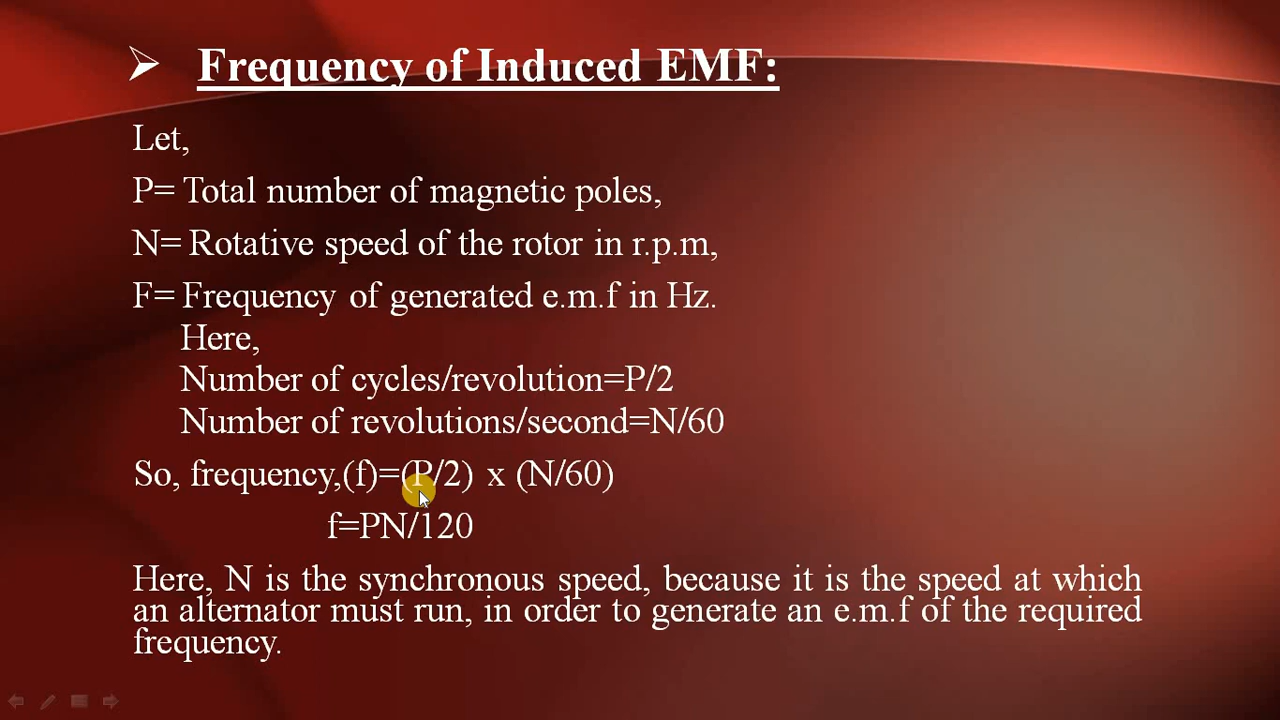 ➢ Frequency of Induced EMF:
Let,
P= Total number of magnetic poles,
N= Rotative speed of the rotor in r.p.m,
F= Frequency of generated e.m.f in Hz.
Here,
Number of cycles/revolution=P/2
Number of revolutions/second=N/60
So, frequency,(f)=(P/2) x (N/60)
f=PN/120
Here, N is the synchronous speed, because it is the speed at which
an alternator must run, in order to generate an e.m.f of the required
frequency.